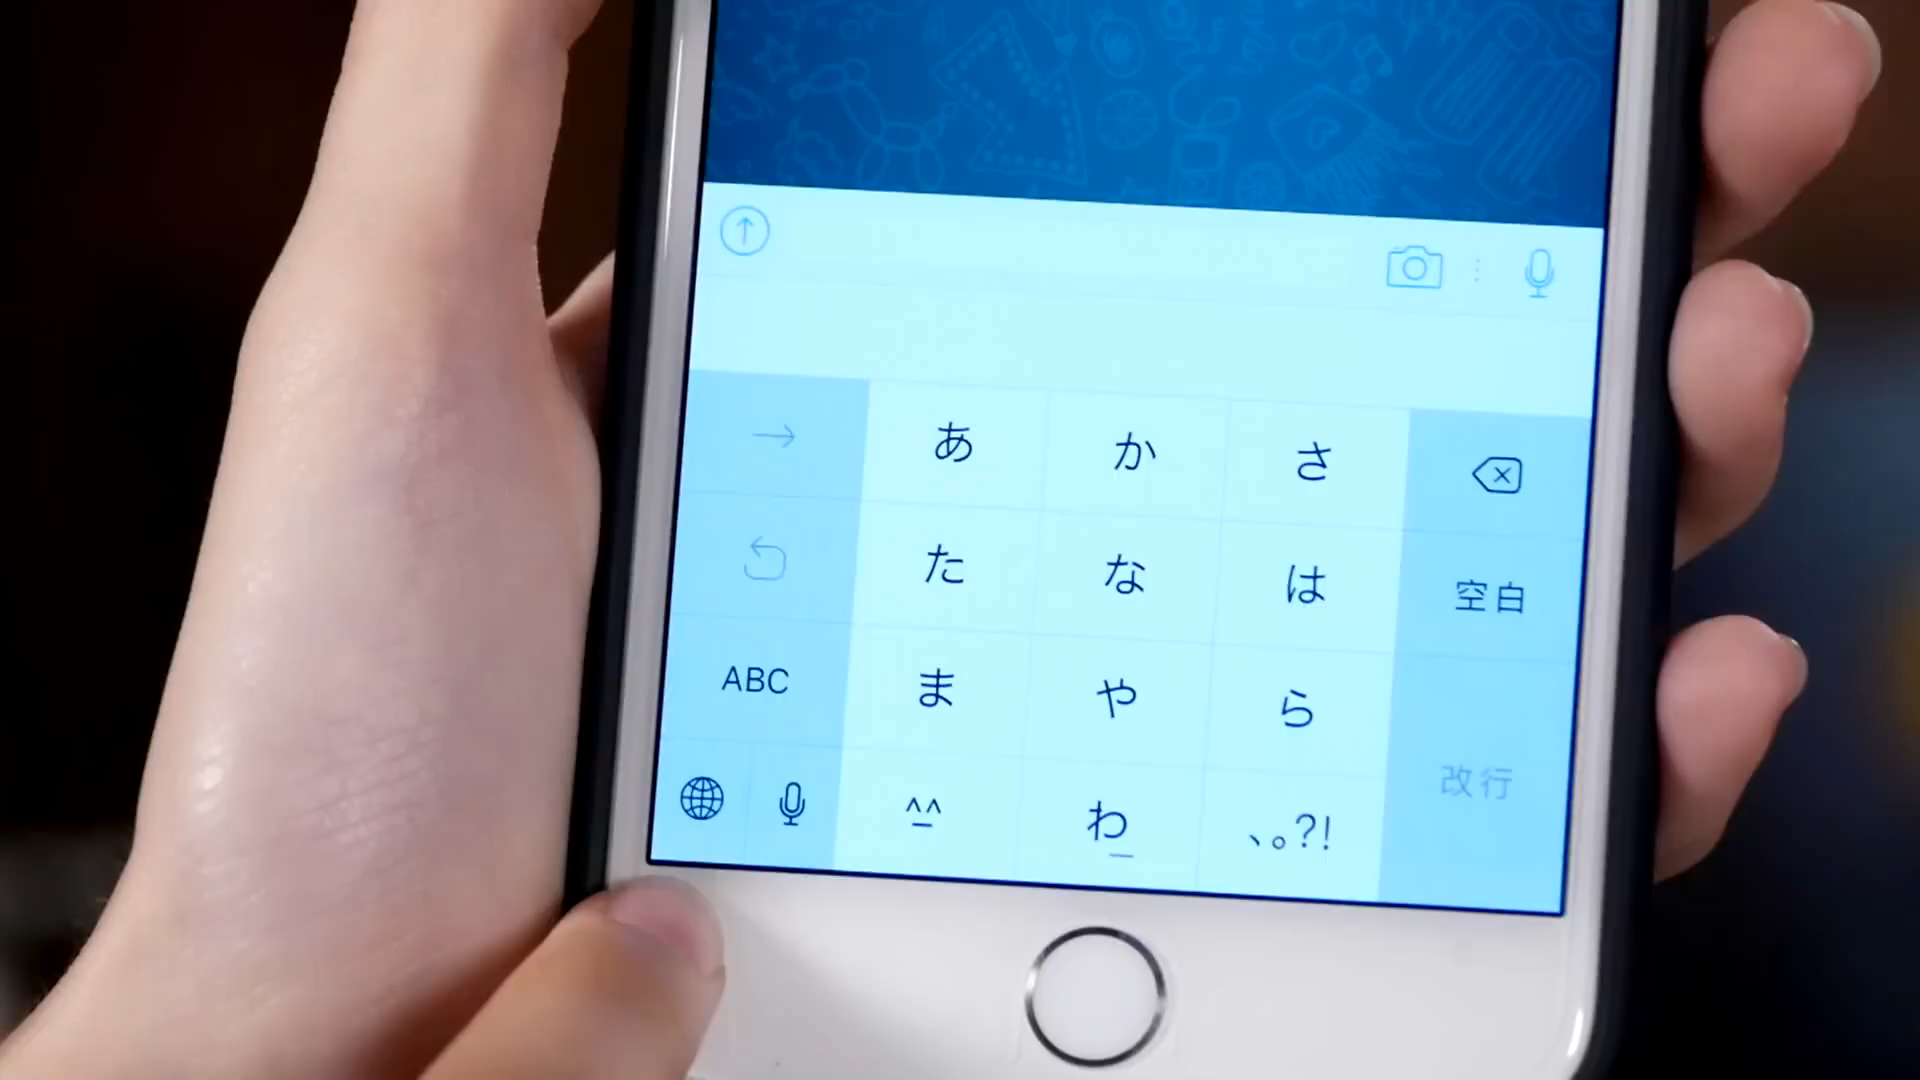 あ か さ
た な は 空白
ABC ま や ら
改行
^^ わ 、。?!